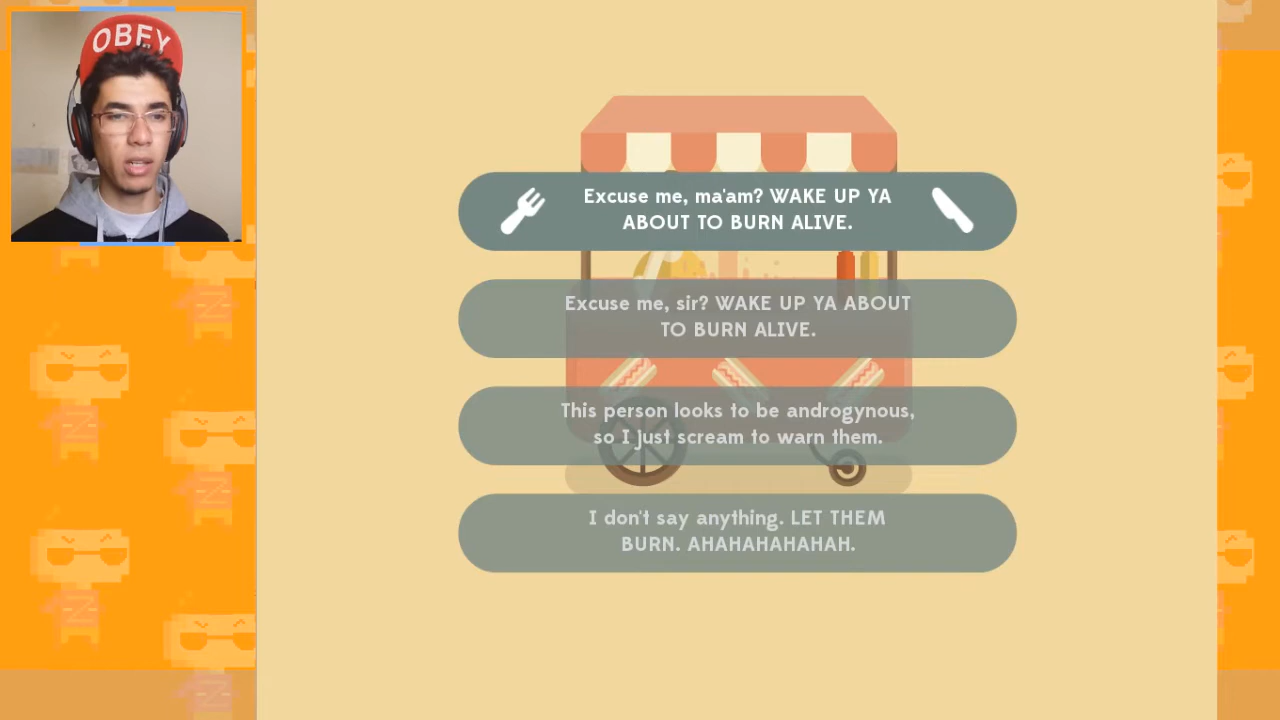 OBEY
Excuse me, ma'am? WAKE UP YA
ABOUT TO BURN ALIVE.
Excuse me, sir? WAKE UP YA ABOUT
TO BURN ALIVE.
This person looks to be androgynous,
so I just scream to warn them.
I don't say anything. LET THEM
BURN. AHAHAHAHAHAH.